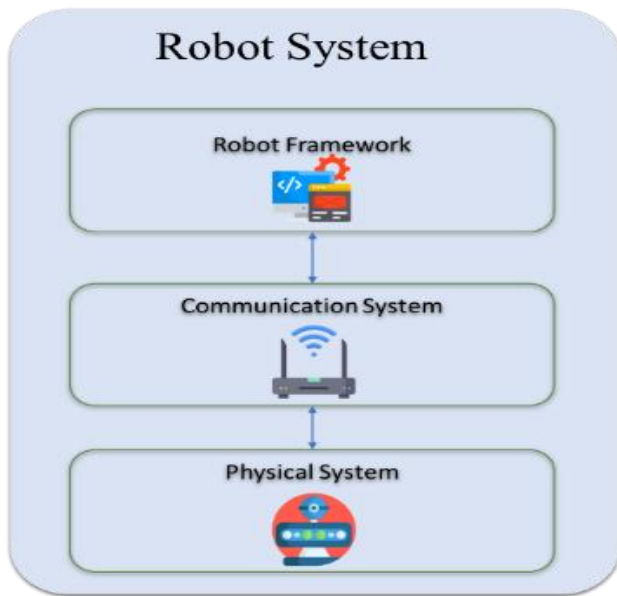 Robot System
Robot Framework
</>
Communication System
Physical System